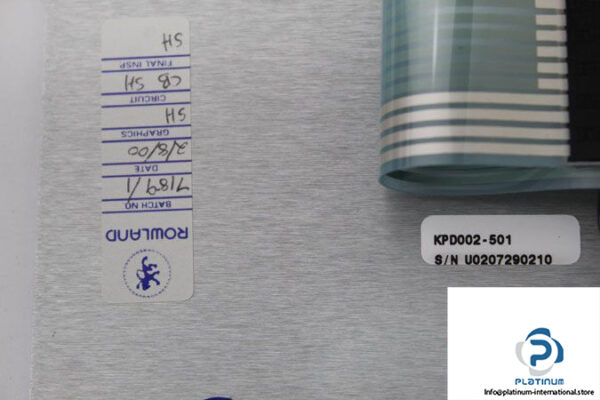 ROWLAND
BATCH NO.
7189/1
DATE
2/8/00
GRAPHICS
SH
CIRCUIT
CB SH
FINAL INSP.
SH
KPD002-501
S/N U0207290210
PLATINUM
Info@platinum-international.store